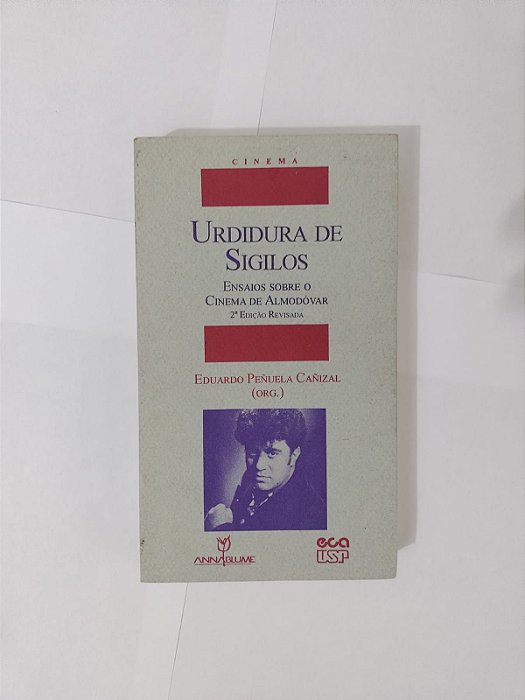 CINEMA
URDIDURA DE
SIGILOS
ENSAIOS SOBRE O
CINEMA DE ALMODÓVAR
2ª EDIÇÃO REVISADA
EDUARDO PEÑUELA CAÑIZAL
(ORG.)
ANNABLUME
eca
USP